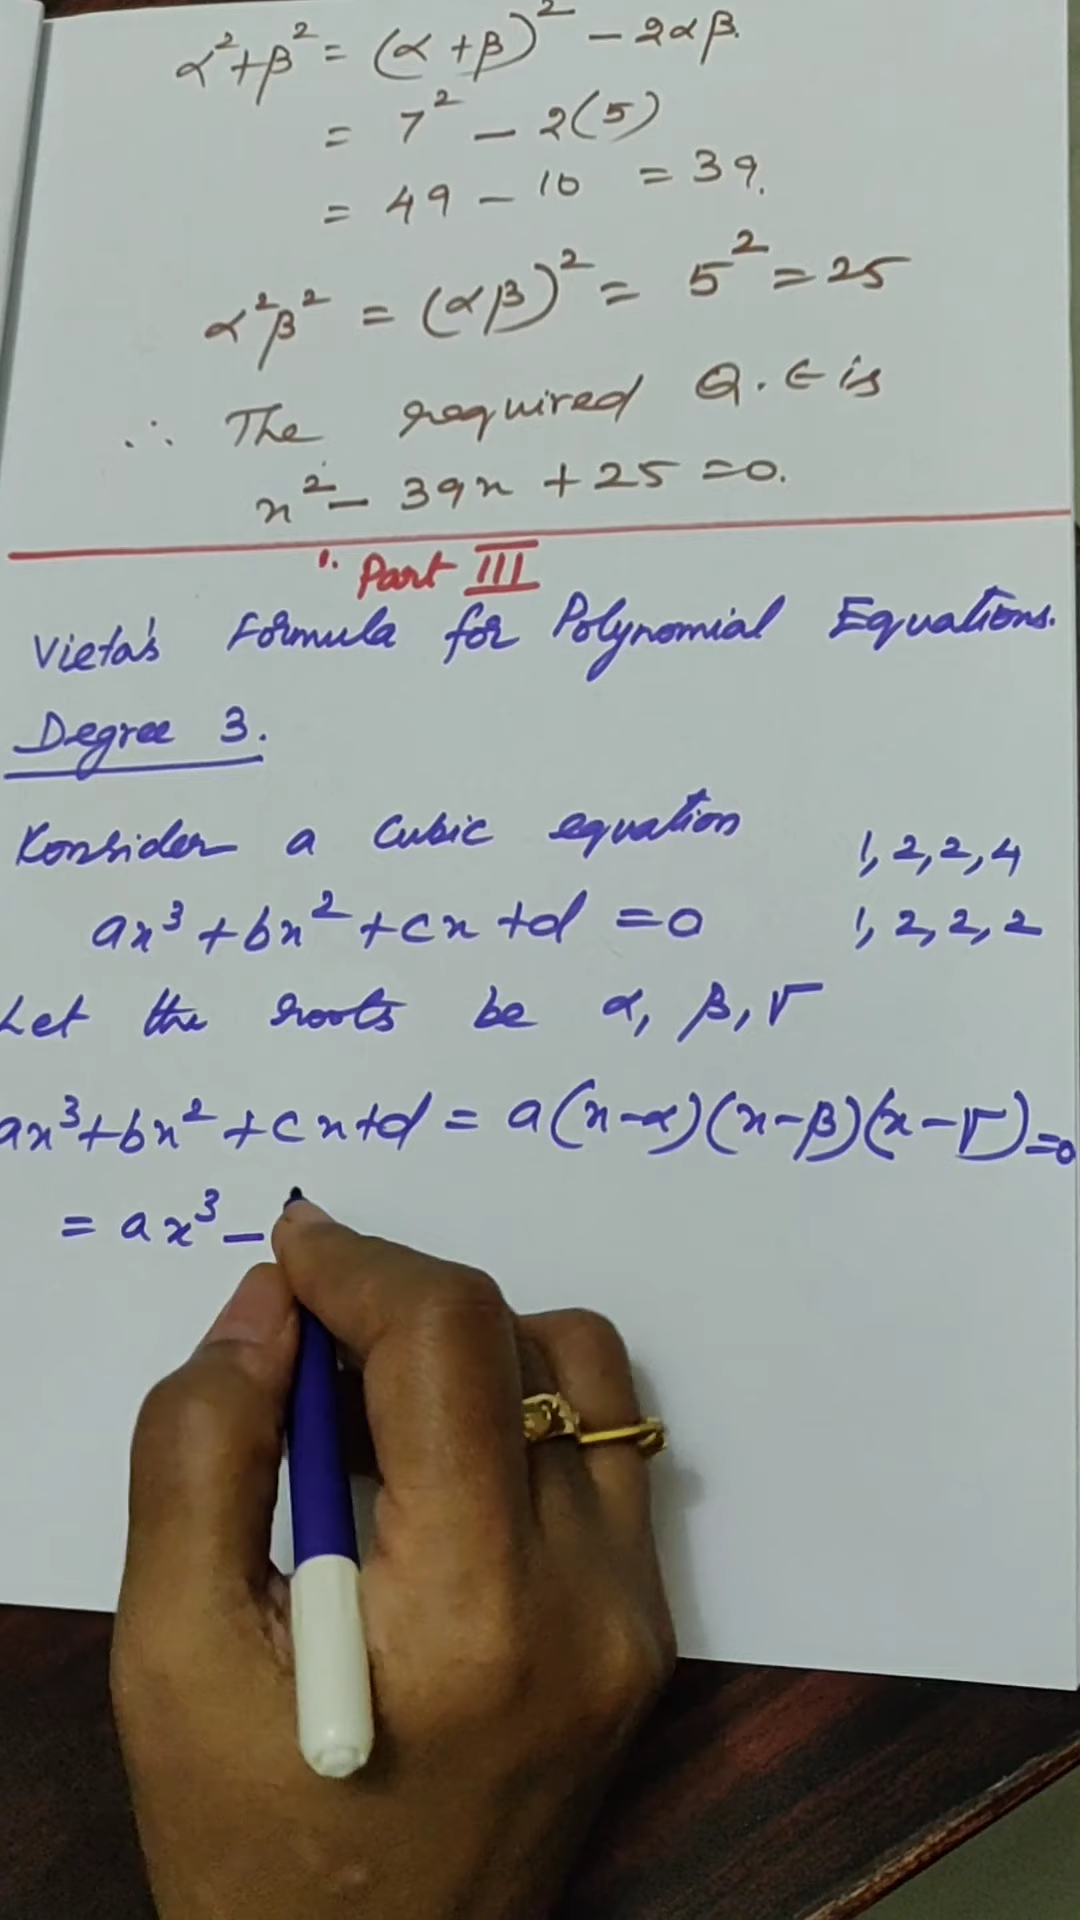 α²+β² = (α+β)² − 2αβ.
= 7² − 2(5)
= 49 − 10 = 39.
α²β² = (αβ)² = 5² = 25
∴ The required Q.E is
x² − 39x + 25 = 0.
Part III
Vieta's Formula for Polynomial Equations.
Degree 3.
Consider a cubic equation
1, 2, 2, 4
ax³ + bx² + cx + d = 0
1, 2, 2, 2
Let the roots be α, β, γ
ax³ + bx² + cx + d = a(x−α)(x−β)(x−γ) = 0
= ax³ −